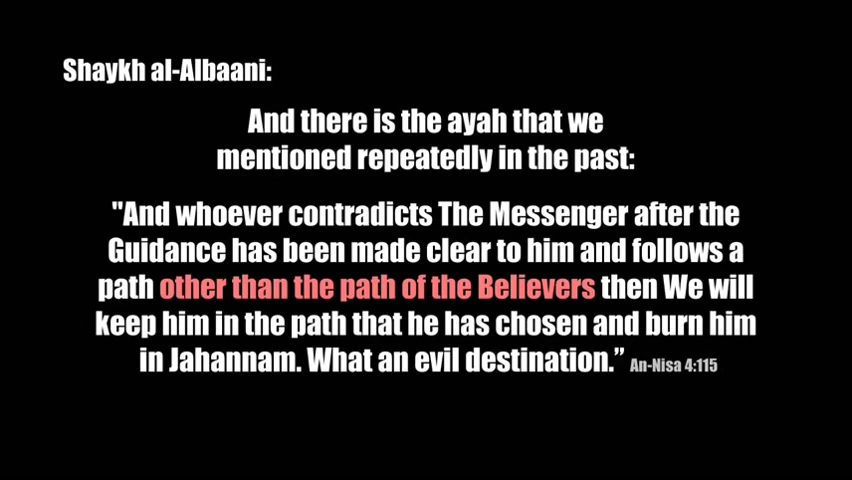 Shaykh al-Albaani:
And there is the ayah that we
mentioned repeatedly in the past:
"And whoever contradicts The Messenger after the
Guidance has been made clear to him and follows a
path other than the path of the Believers then We will
keep him in the path that he has chosen and burn him
in Jahannam. What an evil destination.” An-Nisa 4:115